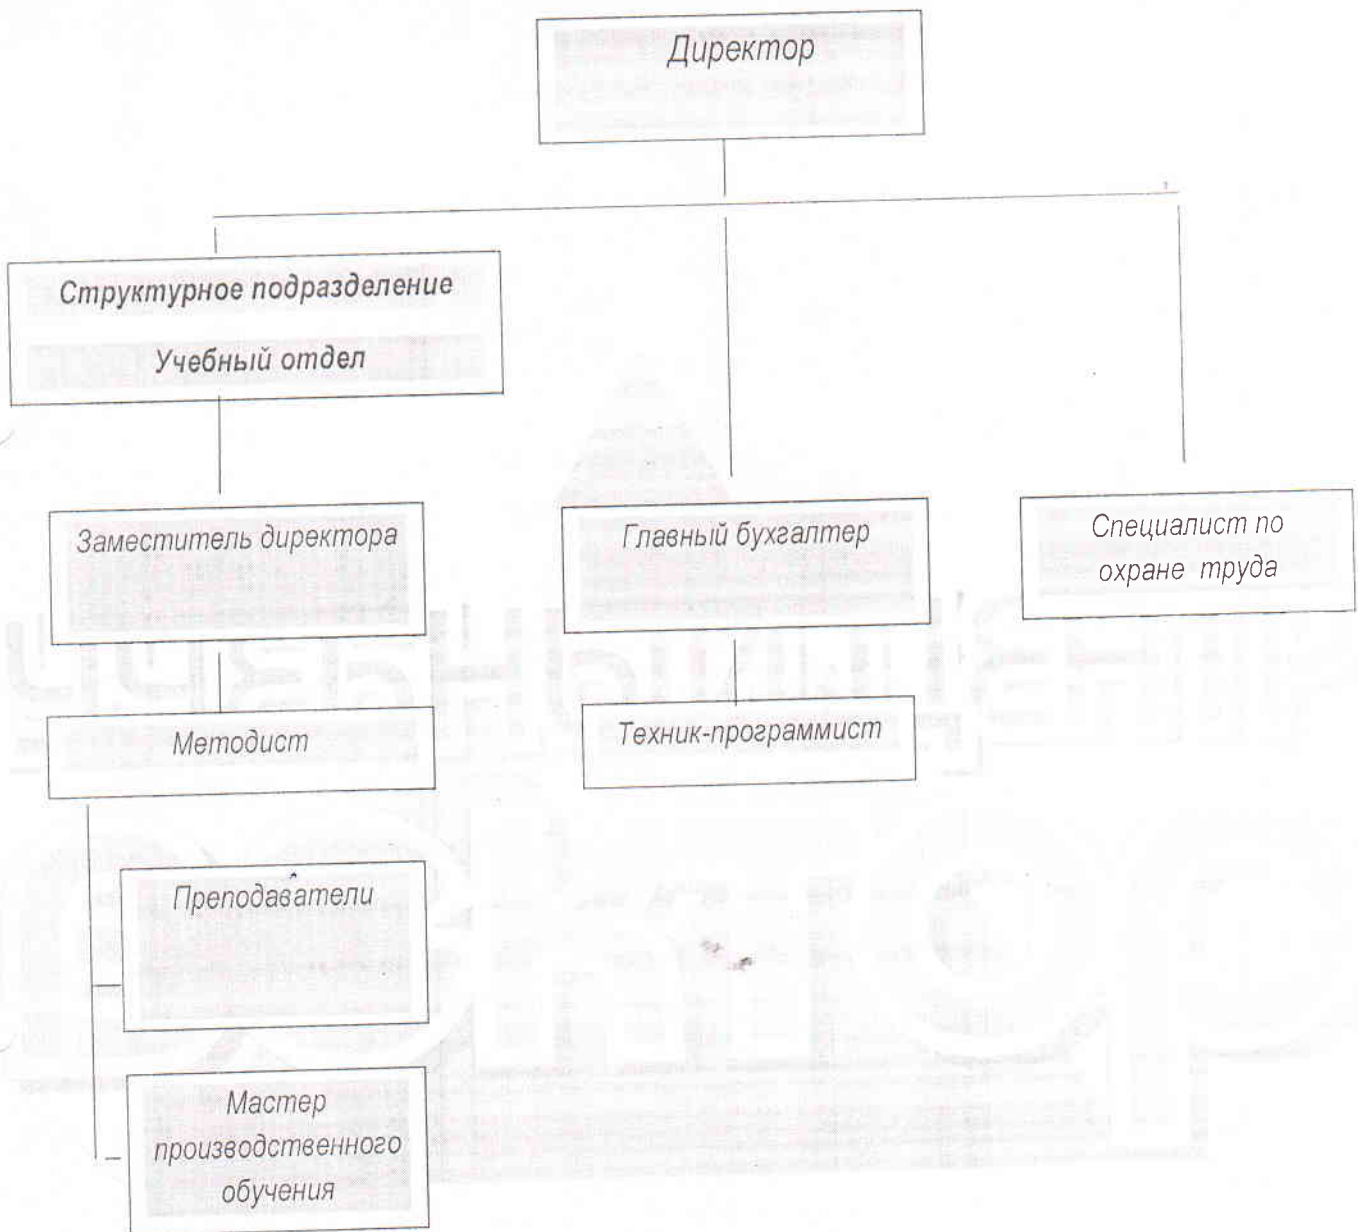 Директор
Структурное подразделение
Учебный отдел
Заместитель директора
Главный бухгалтер
Специалист по
охране труда
Методист
Техник-программист
Преподаватели
Мастер
производственного
обучения